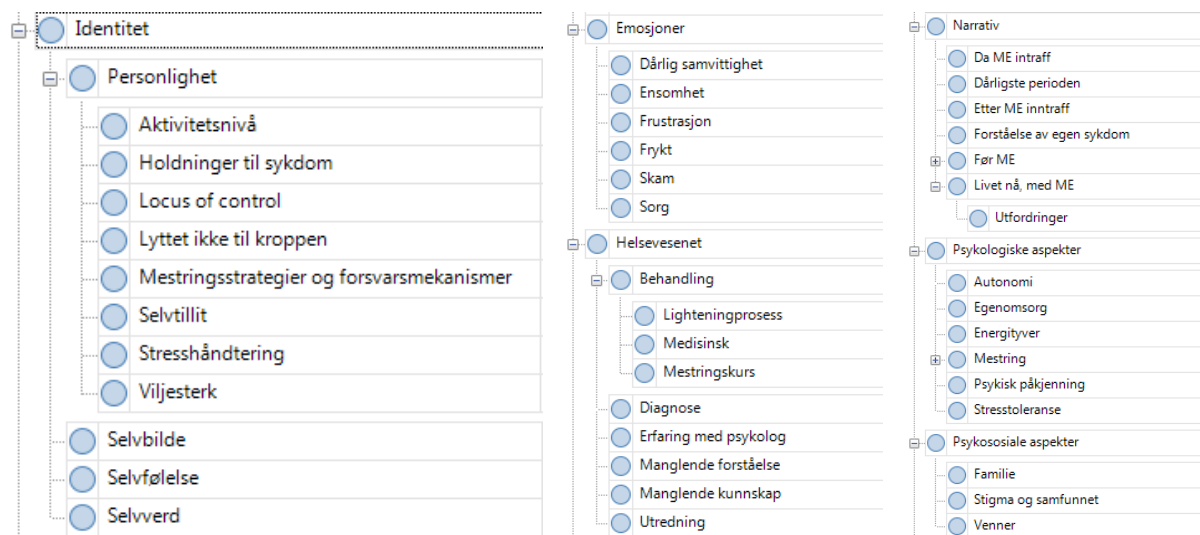 Identitet
Personlighet
Aktivitetsnivå
Holdninger til sykdom
Locus of control
Lyttet ikke til kroppen
Mestringsstrategier og forsvarsmekanismer
Selvtillit
Stresshåndtering
Viljesterk
Selvbilde
Selvfølelse
Selvverd
Emosjoner
Dårlig samvittighet
Ensomhet
Frustrasjon
Frykt
Skam
Sorg
Helsevesenet
Behandling
Lighteningprosess
Medisinsk
Mestringskurs
Diagnose
Erfaring med psykolog
Manglende forståelse
Manglende kunnskap
Utredning
Narrativ
Da ME intraff
Dårligste perioden
Etter ME inntraff
Forståelse av egen sykdom
Før ME
Livet nå, med ME
Utfordringer
Psykologiske aspekter
Autonomi
Egenomsorg
Energityver
Mestring
Psykisk påkjenning
Stresstoleranse
Psykososiale aspekter
Familie
Stigma og samfunnet
Venner